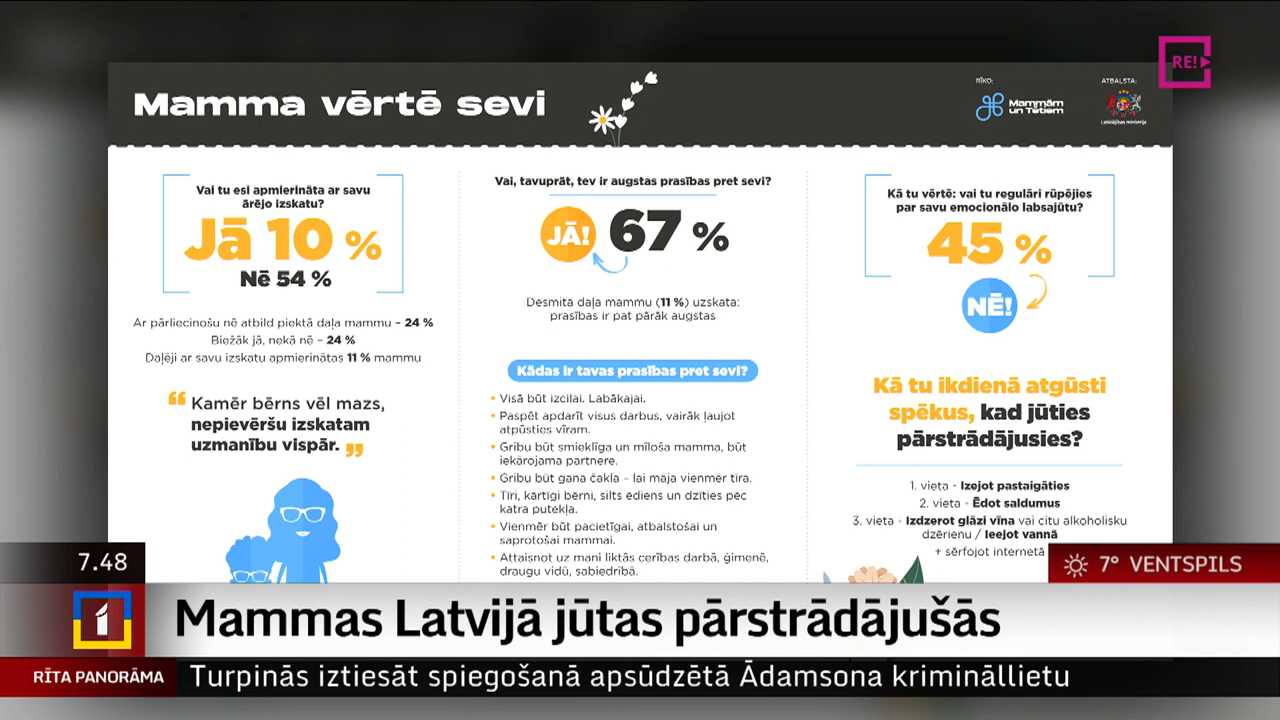 RE!
Mamma vērtē sevi
RĪKO:
Mammām
un Tētiem
ATBALSTA:
Labklājības ministrija
Vai tu esi apmierināta ar savu
ārējo izskatu?
Jā 10 %
Nē 54 %
Ar pārliecinošu nē atbild piektā daļa mammu – 24 %
Biežāk jā, nekā nē – 24 %
Daļēji ar savu izskatu apmierinātas 11 % mammu
“ Kamēr bērns vēl mazs,
nepievēršu izskatam
uzmanību vispār. ”
Vai, tavuprāt, tev ir augstas prasības pret sevi?
JĀ! 67 %
Desmitā daļa mammu (11 %) uzskata:
prasības ir pat pārāk augstas
Kādas ir tavas prasības pret sevi?
• Visā būt izcilai. Labākajai.
• Paspēt apdarīt visus darbus, vairāk ļaujot
atpūsties vīram.
• Gribu būt smieklīga un mīloša mamma, būt
iekārojama partnere.
• Gribu būt gana čakla – lai māja vienmēr tīra.
• Tīri, kārtīgi bērni, silts ēdiens un dzīties pēc
katra putekļa.
• Vienmēr būt pacietīgai, atbalstošai un
saprotošai mammai.
• Attaisnot uz mani liktās cerības darbā, ģimenē,
draugu vidū, sabiedrībā.
Kā tu vērtē: vai tu regulāri rūpējies
par savu emocionālo labsajūtu?
45 %
NĒ!
Kā tu ikdienā atgūsti
spēkus, kad jūties
pārstrādājusies?
1. vieta - Izejot pastaigāties
2. vieta - Ēdot saldumus
3. vieta - Izdzerot glāzi vīna vai citu alkoholisku
dzērienu / Ieejot vannā
+ sērfojot internetā
7.48
7° VENTSPILS
1
Mammas Latvijā jūtas pārstrādājušās
RĪTA PANORĀMA
Turpinās iztiesāt spiegošanā apsūdzētā Ādamsona krimināllietu